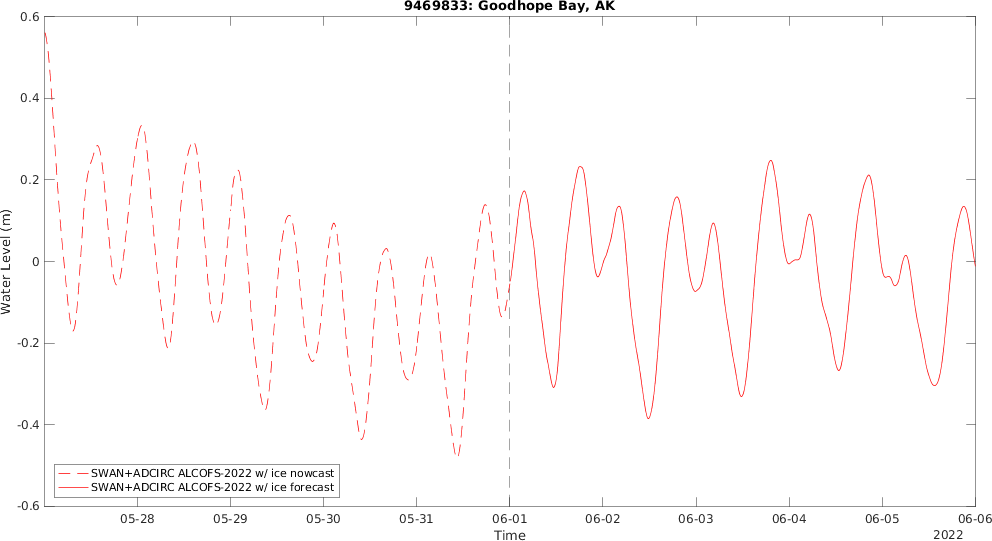 9469833: Goodhope Bay, AK
0.6
0.4
0.2
0
-0.2
-0.4
-0.6
Water Level (m)
SWAN+ADCIRC ALCOFS-2022 w/ ice nowcast
SWAN+ADCIRC ALCOFS-2022 w/ ice forecast
05-28 05-29 05-30 05-31 06-01 06-02 06-03 06-04 06-05 06-06
Time
2022